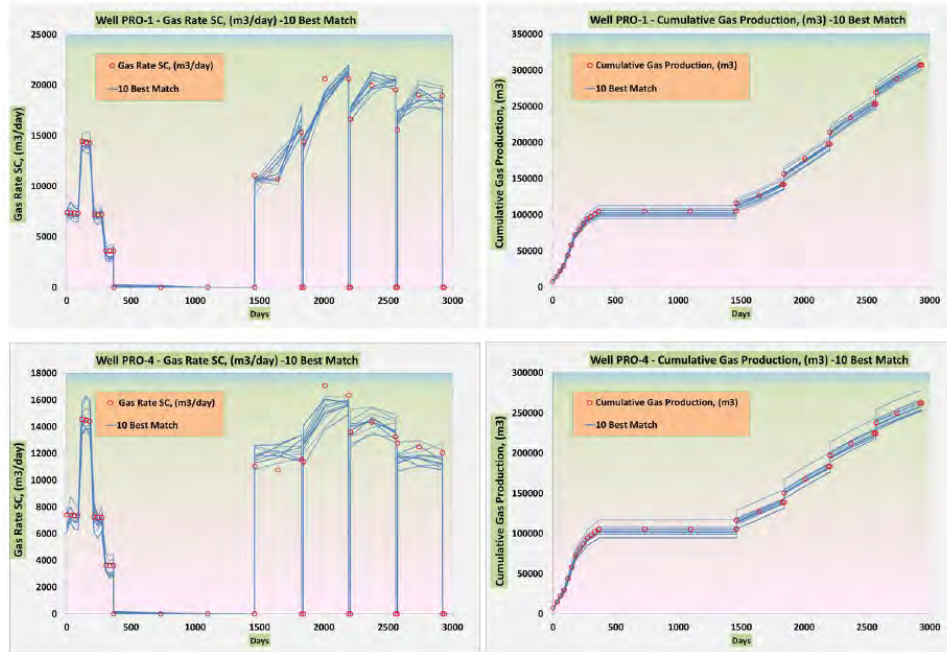 Well PRO-1 - Gas Rate SC, (m3/day) -10 Best Match
Gas Rate SC, (m3/day)
25000
20000
15000
10000
5000
0
Gas Rate SC, (m3/day)
10 Best Match
0 500 1000 1500 2000 2500 3000
Days
Well PRO-1 - Cumulative Gas Production, (m3) -10 Best Match
Cumulative Gas Production, (m3)
350000
300000
250000
200000
150000
100000
50000
0
Cumulative Gas Production, (m3)
10 Best Match
0 500 1000 1500 2000 2500 3000
Days
Well PRO-4 - Gas Rate SC, (m3/day) -10 Best Match
Gas Rate SC, (m3/day)
18000
16000
14000
12000
10000
8000
6000
4000
2000
0
Gas Rate SC, (m3/day)
10 Best Match
0 500 1000 1500 2000 2500 3000
Days
Well PRO-4 - Cumulative Gas Production, (m3) -10 Best Match
Cumulative Gas Production, (m3)
300000
250000
200000
150000
100000
50000
0
Cumulative Gas Production, (m3)
10 Best Match
0 500 1000 1500 2000 2500 3000
Days